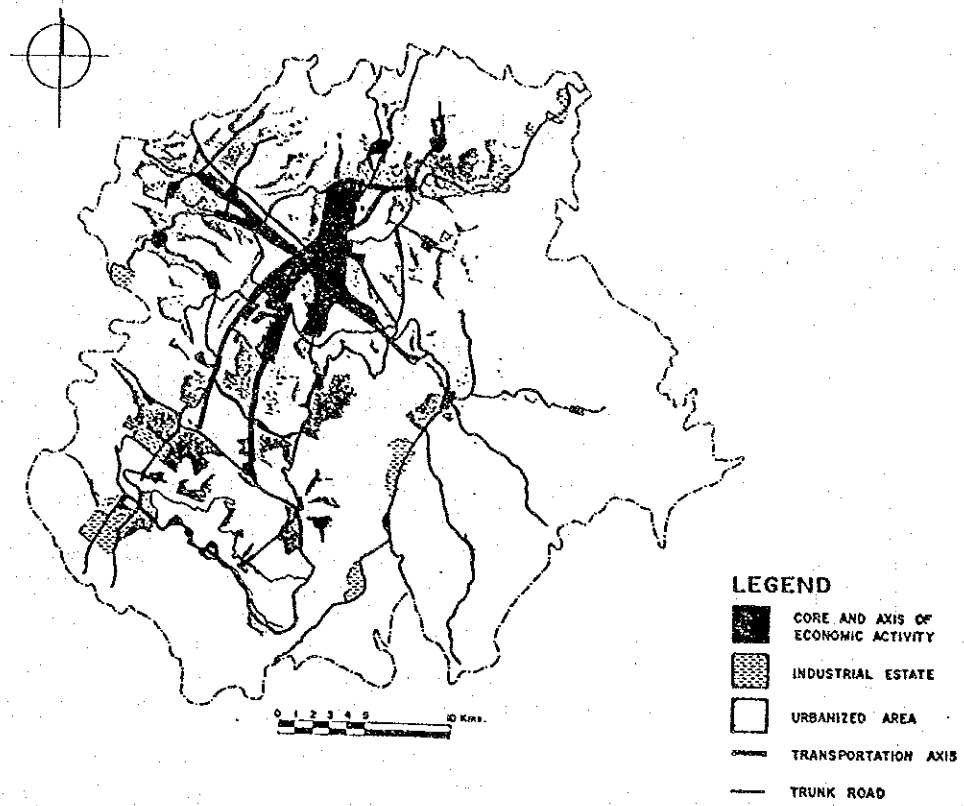 0 1 2 3 4 5 10 Kms.
LEGEND
CORE AND AXIS OF
ECONOMIC ACTIVITY
INDUSTRIAL ESTATE
URBANIZED AREA
TRANSPORTATION AXIS
TRUNK ROAD